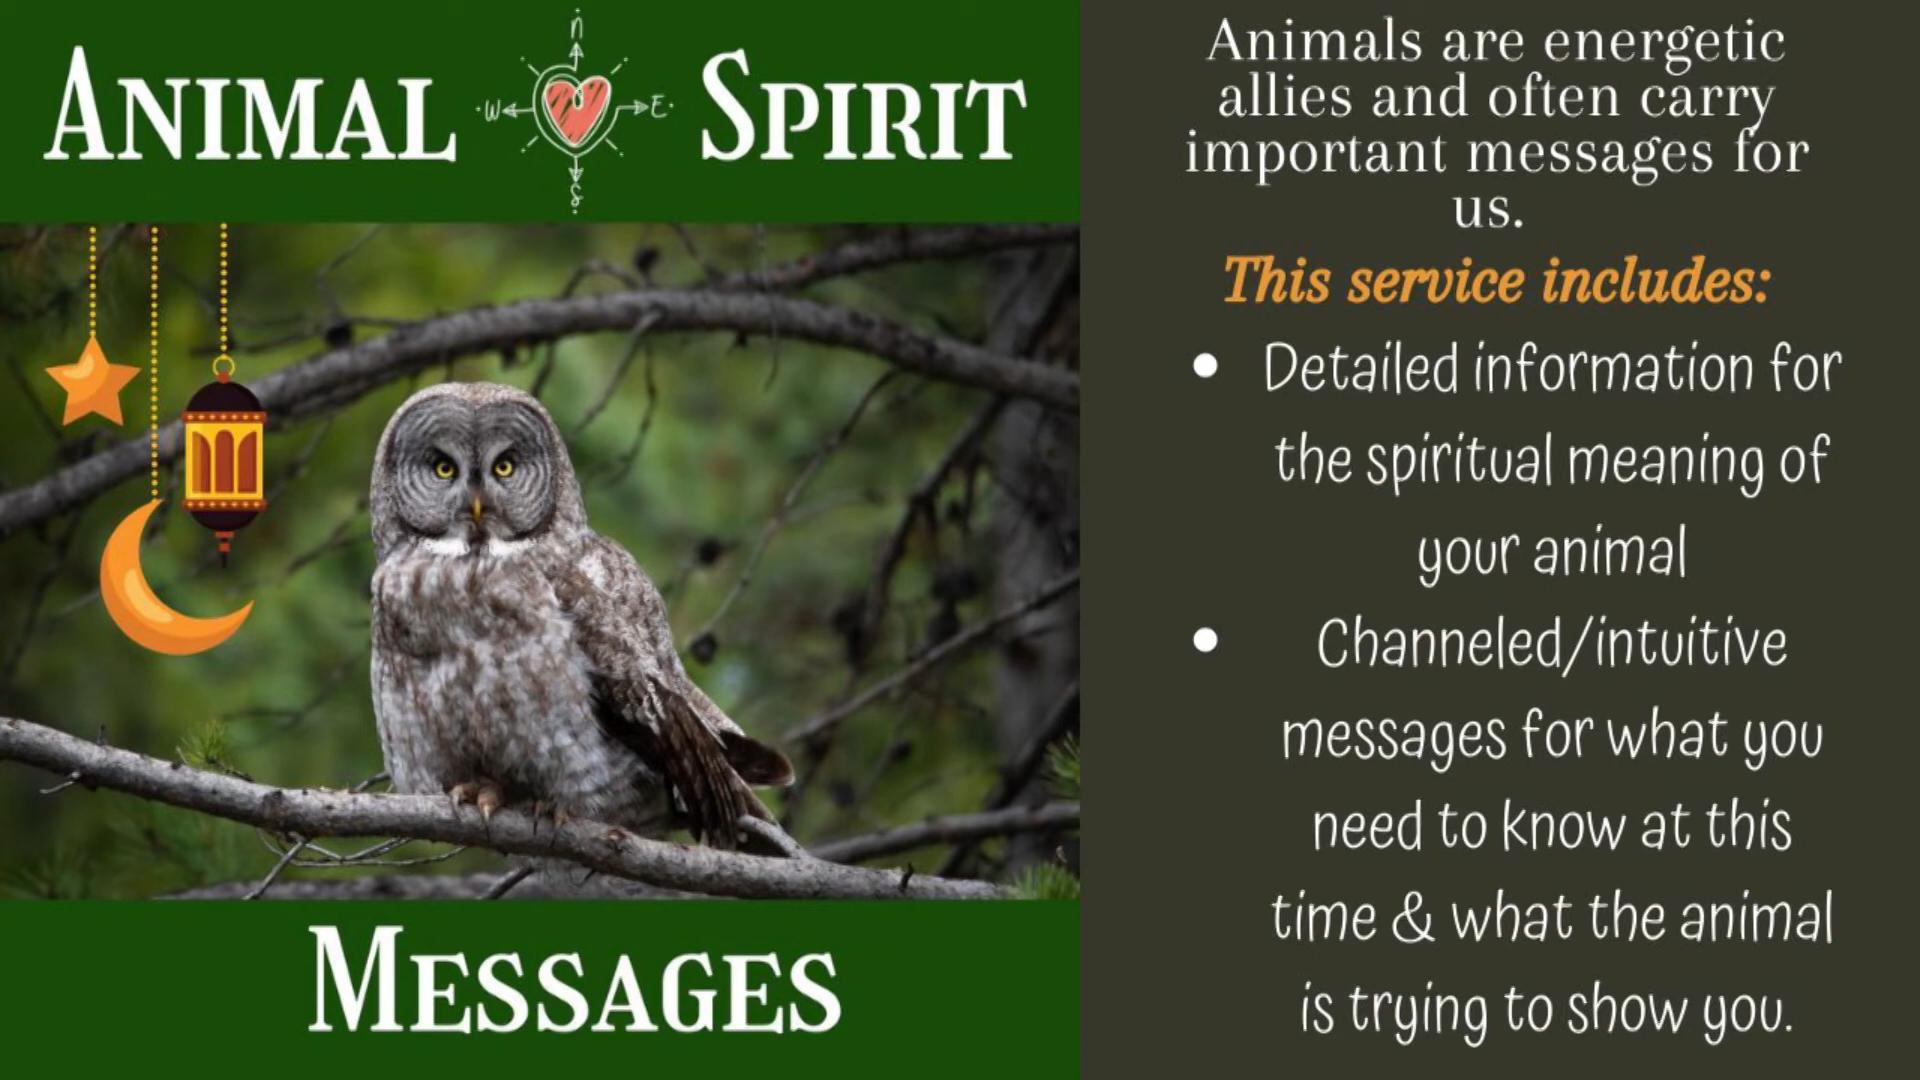 ANIMAL SPIRIT
n
W E
s
MESSAGES
Animals are energetic
allies and often carry
important messages for
us.
This service includes:
• Detailed information for
the spiritual meaning of
your animal
• Channeled/intuitive
messages for what you
need to know at this
time & what the animal
is trying to show you.